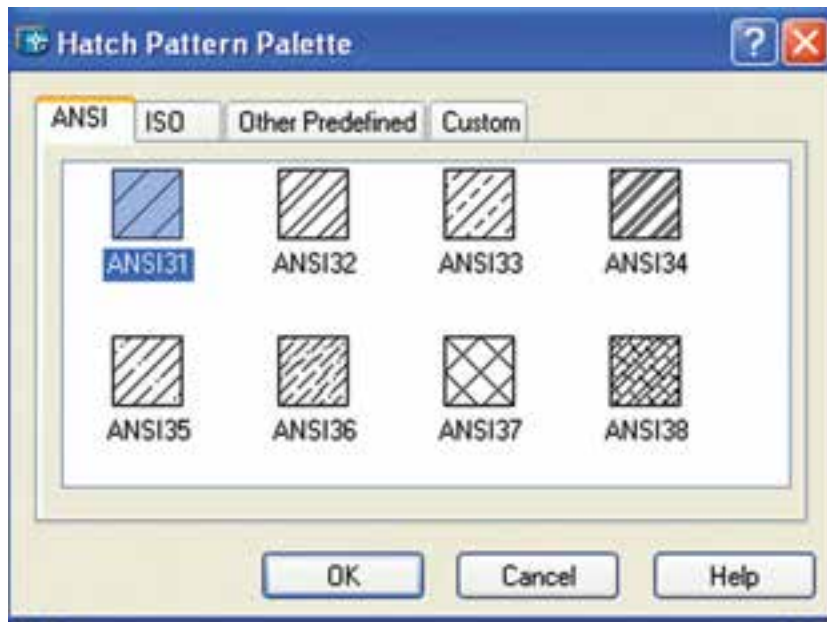 Hatch Pattern Palette
ANSI ISO Other Predefined Custom
ANSI31 ANSI32 ANSI33 ANSI34
ANSI35 ANSI36 ANSI37 ANSI38
OK Cancel Help